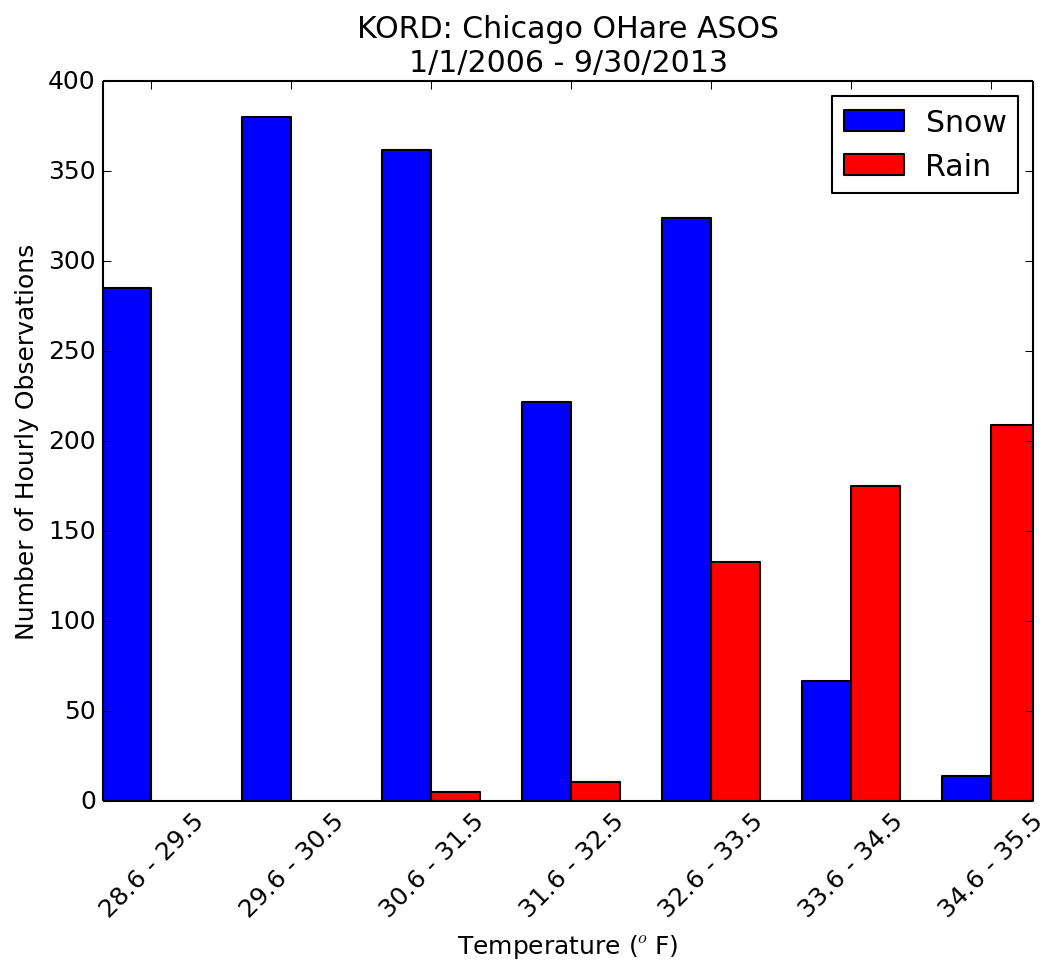 KORD: Chicago OHare ASOS
1/1/2006 - 9/30/2013
Snow
Rain
Number of Hourly Observations
400
350
300
250
200
150
100
50
0
28.6 - 29.5
29.6 - 30.5
30.6 - 31.5
31.6 - 32.5
32.6 - 33.5
33.6 - 34.5
34.6 - 35.5
Temperature (° F)